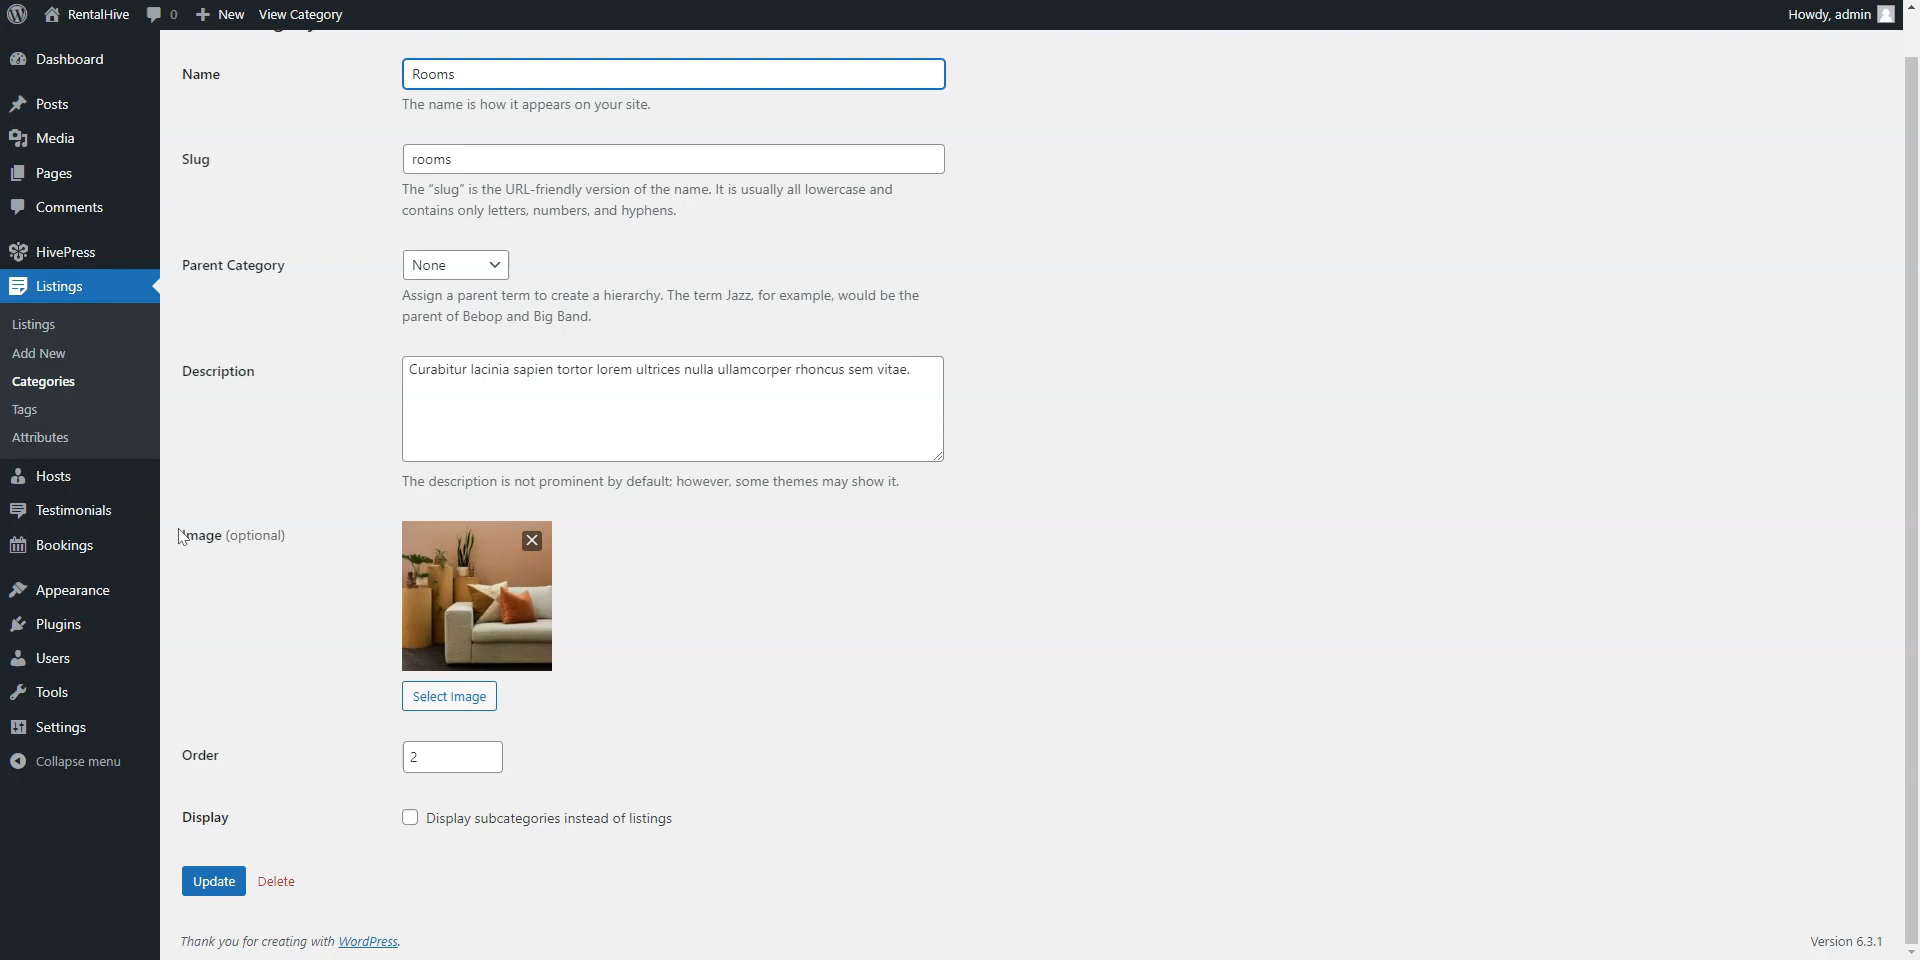 RentalHive 0 New View Category Howdy, admin
Dashboard
Posts
Media
Pages
Comments
HivePress
Listings
Listings
Add New
Categories
Tags
Attributes
Hosts
Testimonials
Bookings
Appearance
Plugins
Users
Tools
Settings
Collapse menu
Name
Rooms
The name is how it appears on your site.
Slug
rooms
The “slug” is the URL-friendly version of the name. It is usually all lowercase and
contains only letters, numbers, and hyphens.
Parent Category
None
Assign a parent term to create a hierarchy. The term Jazz, for example, would be the
parent of Bebop and Big Band.
Description
Curabitur lacinia sapien tortor lorem ultrices nulla ullamcorper rhoncus sem vitae.
The description is not prominent by default; however, some themes may show it.
Image (optional)
Select Image
Order
2
Display
Display subcategories instead of listings
Update Delete
Thank you for creating with WordPress.
Version 6.3.1